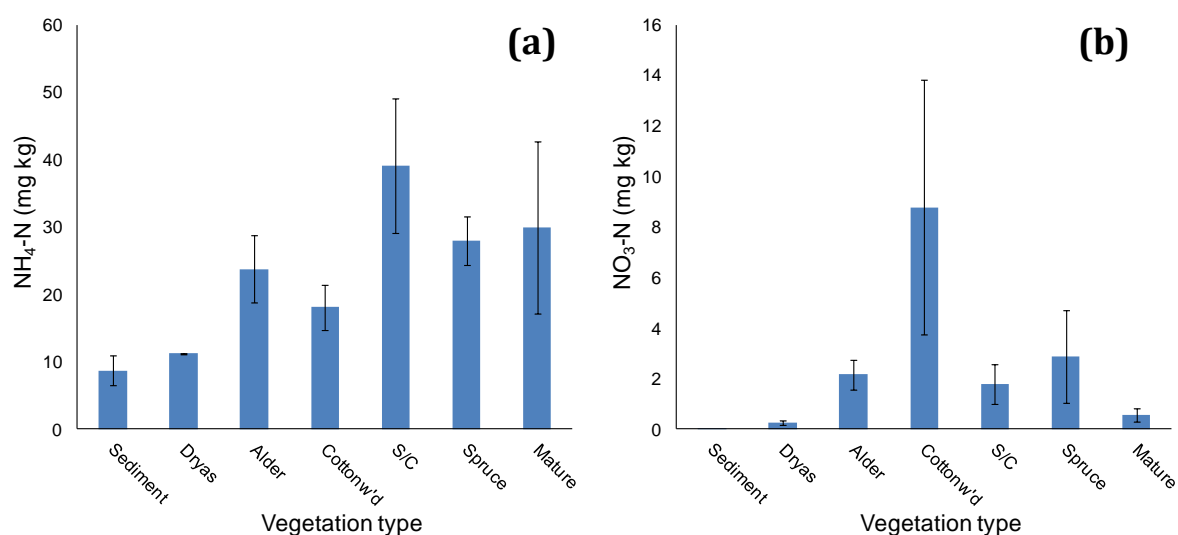 (a)
NH₄-N (mg kg)
60
50
40
30
20
10
0
Sediment
Dryas
Alder
Cottonw'd
S/C
Spruce
Mature
Vegetation type
(b)
NO₃-N (mg kg)
16
14
12
10
8
6
4
2
0
Sediment
Dryas
Alder
Cottonw'd
S/C
Spruce
Mature
Vegetation type